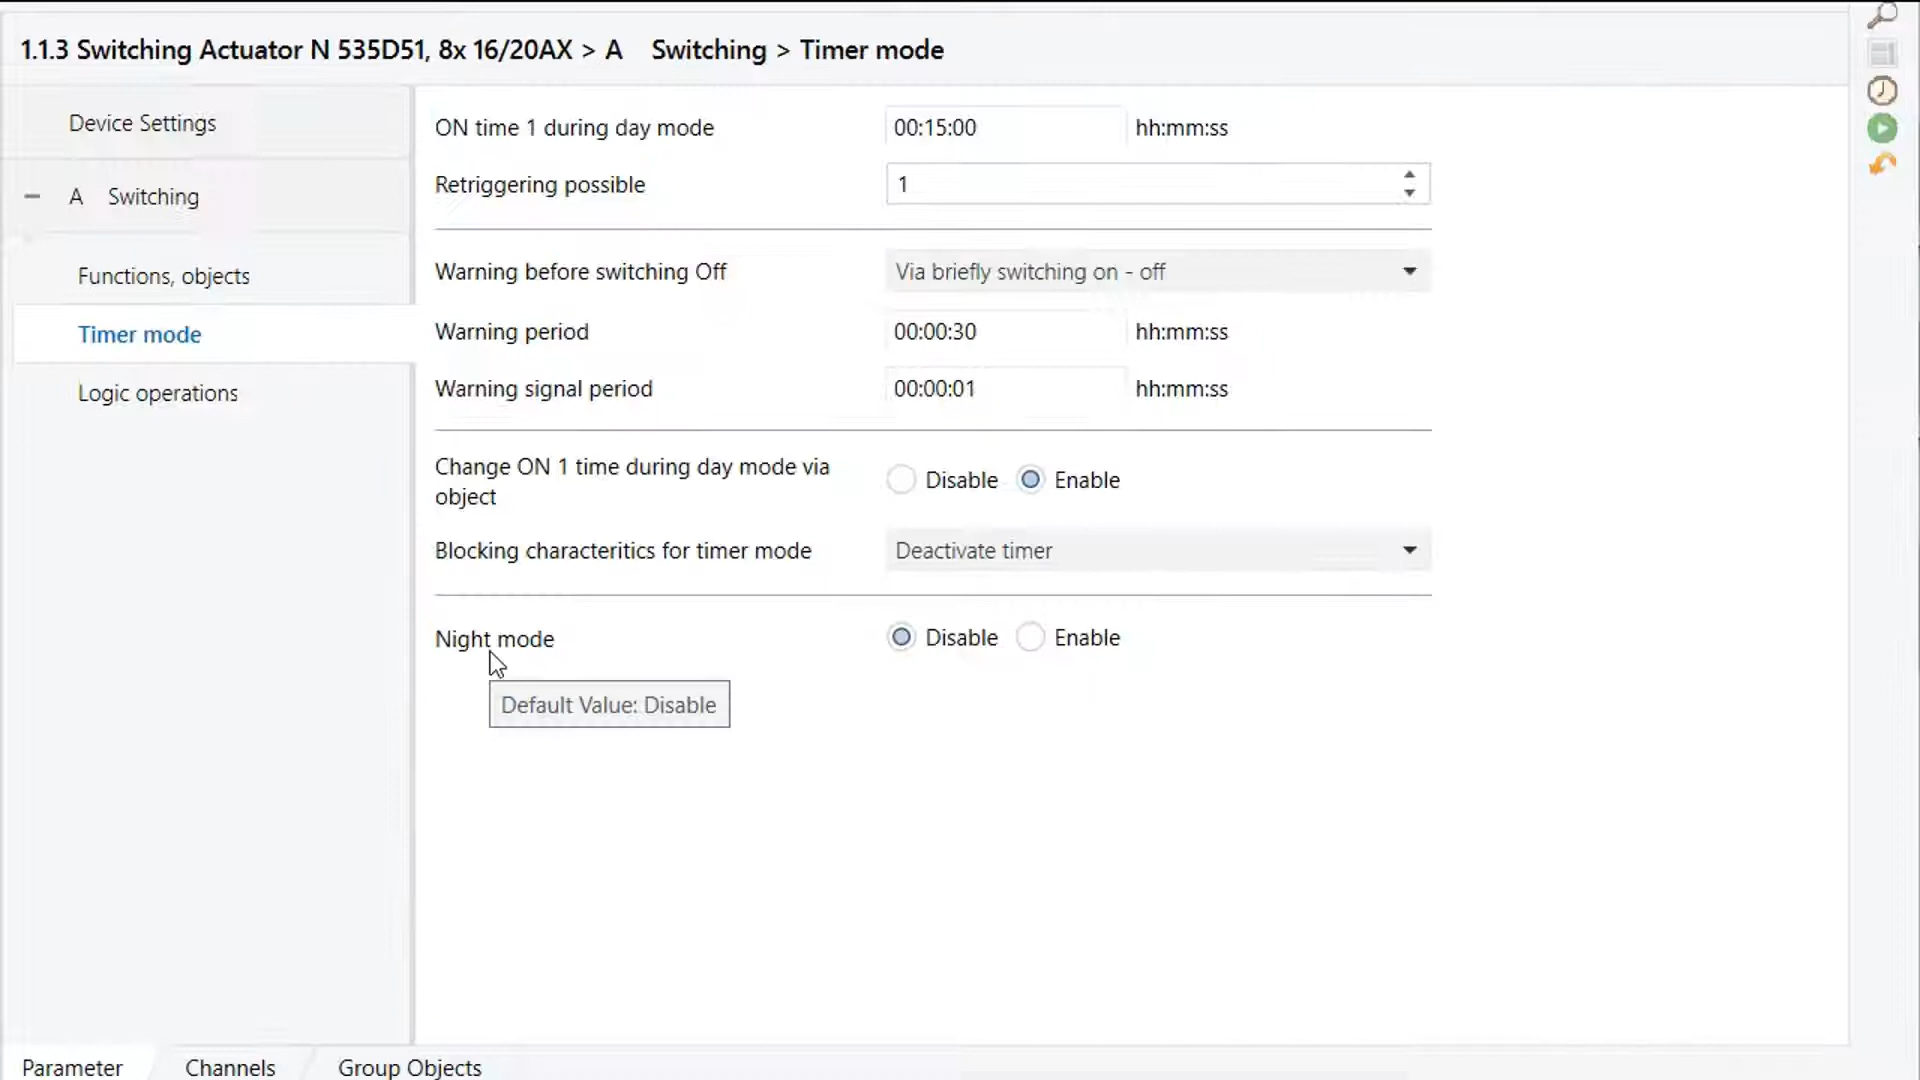 1.1.3 Switching Actuator N 535D51, 8x 16/20AX > A Switching > Timer mode
Device Settings
A Switching
Functions, objects
Timer mode
Logic operations
ON time 1 during day mode 00:15:00 hh:mm:ss
Retriggering possible 1
Warning before switching Off Via briefly switching on - off
Warning period 00:00:30 hh:mm:ss
Warning signal period 00:00:01 hh:mm:ss
Change ON 1 time during day mode via
object
Disable Enable
Blocking characteritics for timer mode Deactivate timer
Night mode Disable Enable
Default Value: Disable
Parameter Channels Group Objects